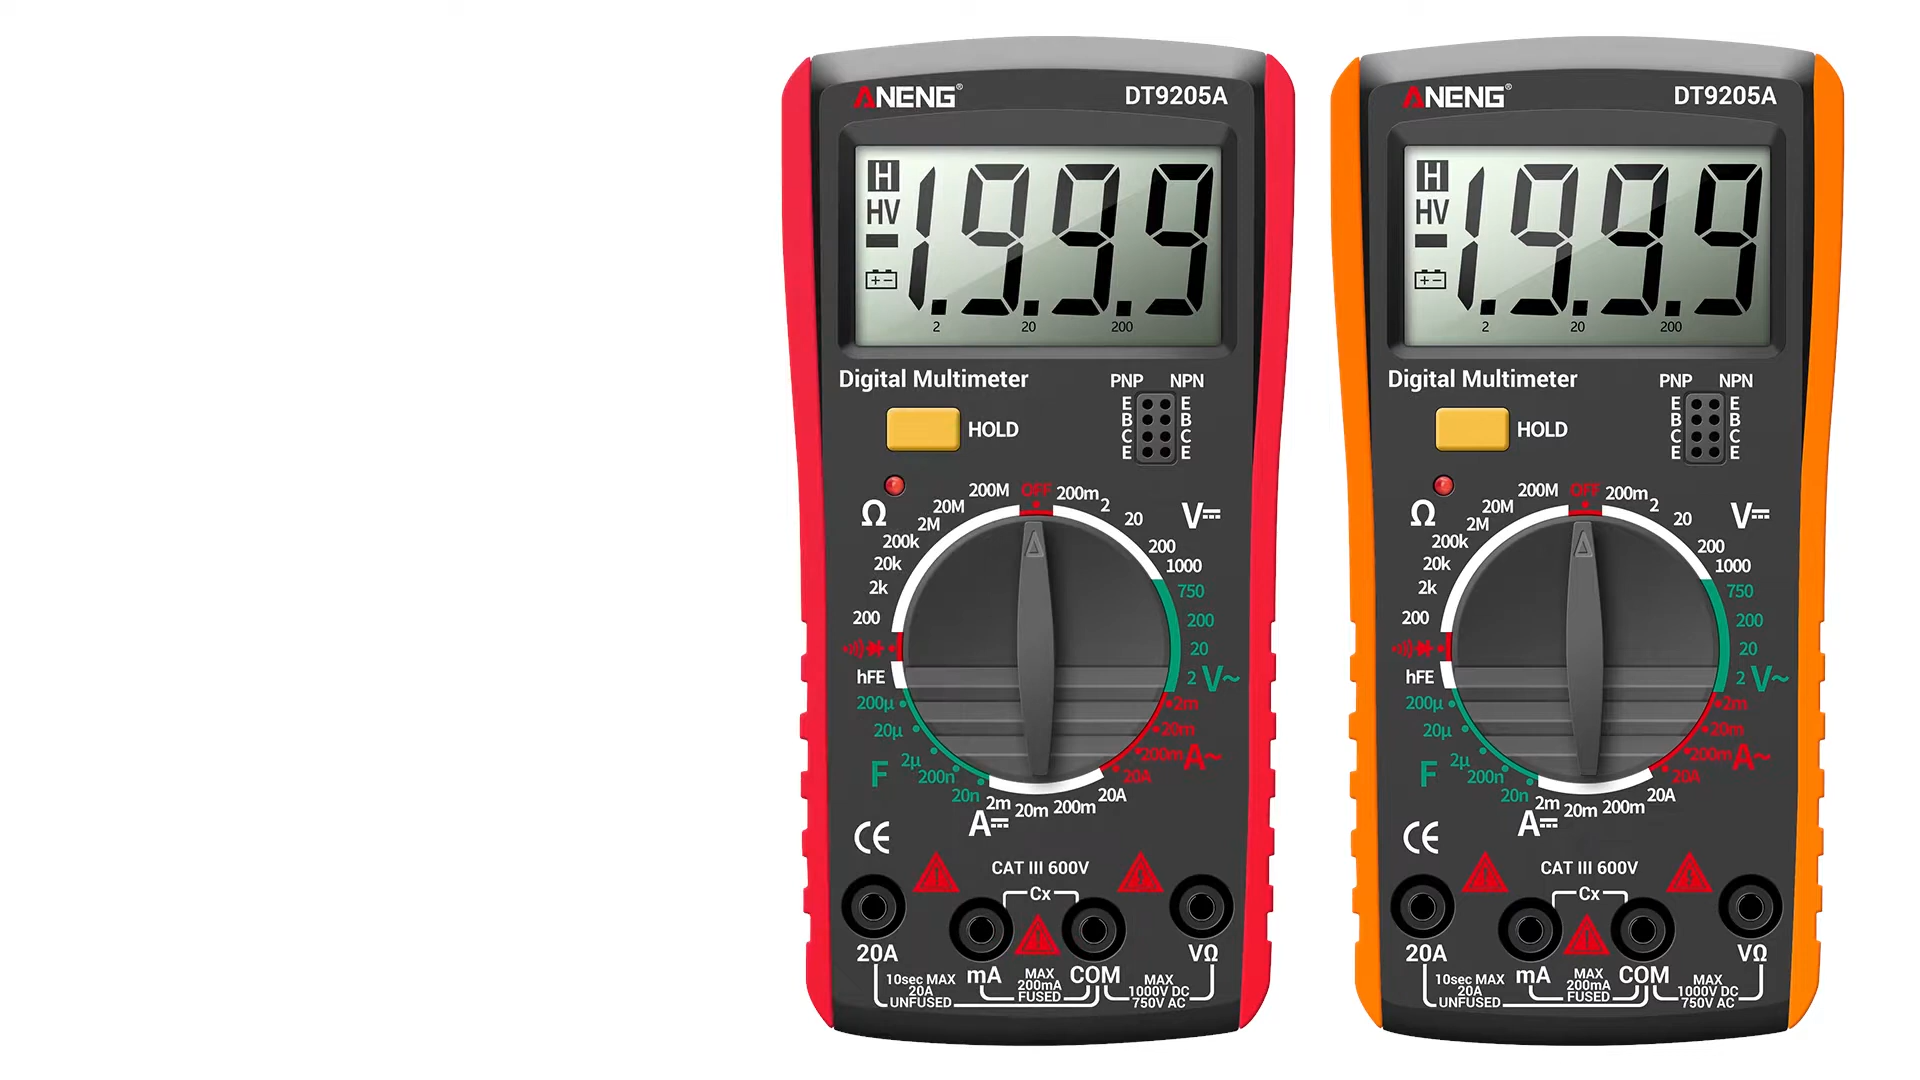 ANENG® DT9205A
H
HV
1.9.9.9
2 20 200
Digital Multimeter
PNP NPN
HOLD
E E
B B
C C
E E
Ω
200M OFF 200m
20M 2
2M 20
V⎓
200k 200
20k 1000
2k 750
200 200
20
hFE 2 V~
200µ 2m
20µ 20m
2µ 200m A~
F 200n 20A
20n 2m 20m 200m 20A
A⎓
CE
CAT III 600V
Cx
20A mA COM VΩ
10sec MAX
20A
UNFUSED
MAX
200mA
FUSED
MAX
1000V DC
750V AC
ANENG® DT9205A
H
HV
1.9.9.9
2 20 200
Digital Multimeter
PNP NPN
HOLD
E E
B B
C C
E E
Ω
200M OFF 200m
20M 2
2M 20
V⎓
200k 200
20k 1000
2k 750
200 200
20
hFE 2 V~
200µ 2m
20µ 20m
2µ 200m A~
F 200n 20A
20n 2m 20m 200m 20A
A⎓
CE
CAT III 600V
Cx
20A mA COM VΩ
10sec MAX
20A
UNFUSED
MAX
200mA
FUSED
MAX
1000V DC
750V AC